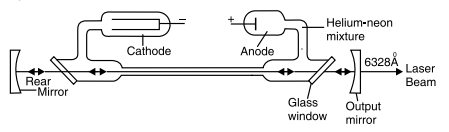 −
+
Cathode
Anode
Helium-neon
mixture
Rear
Mirror
6328Å
Laser
Beam
Glass
window
Output
mirror